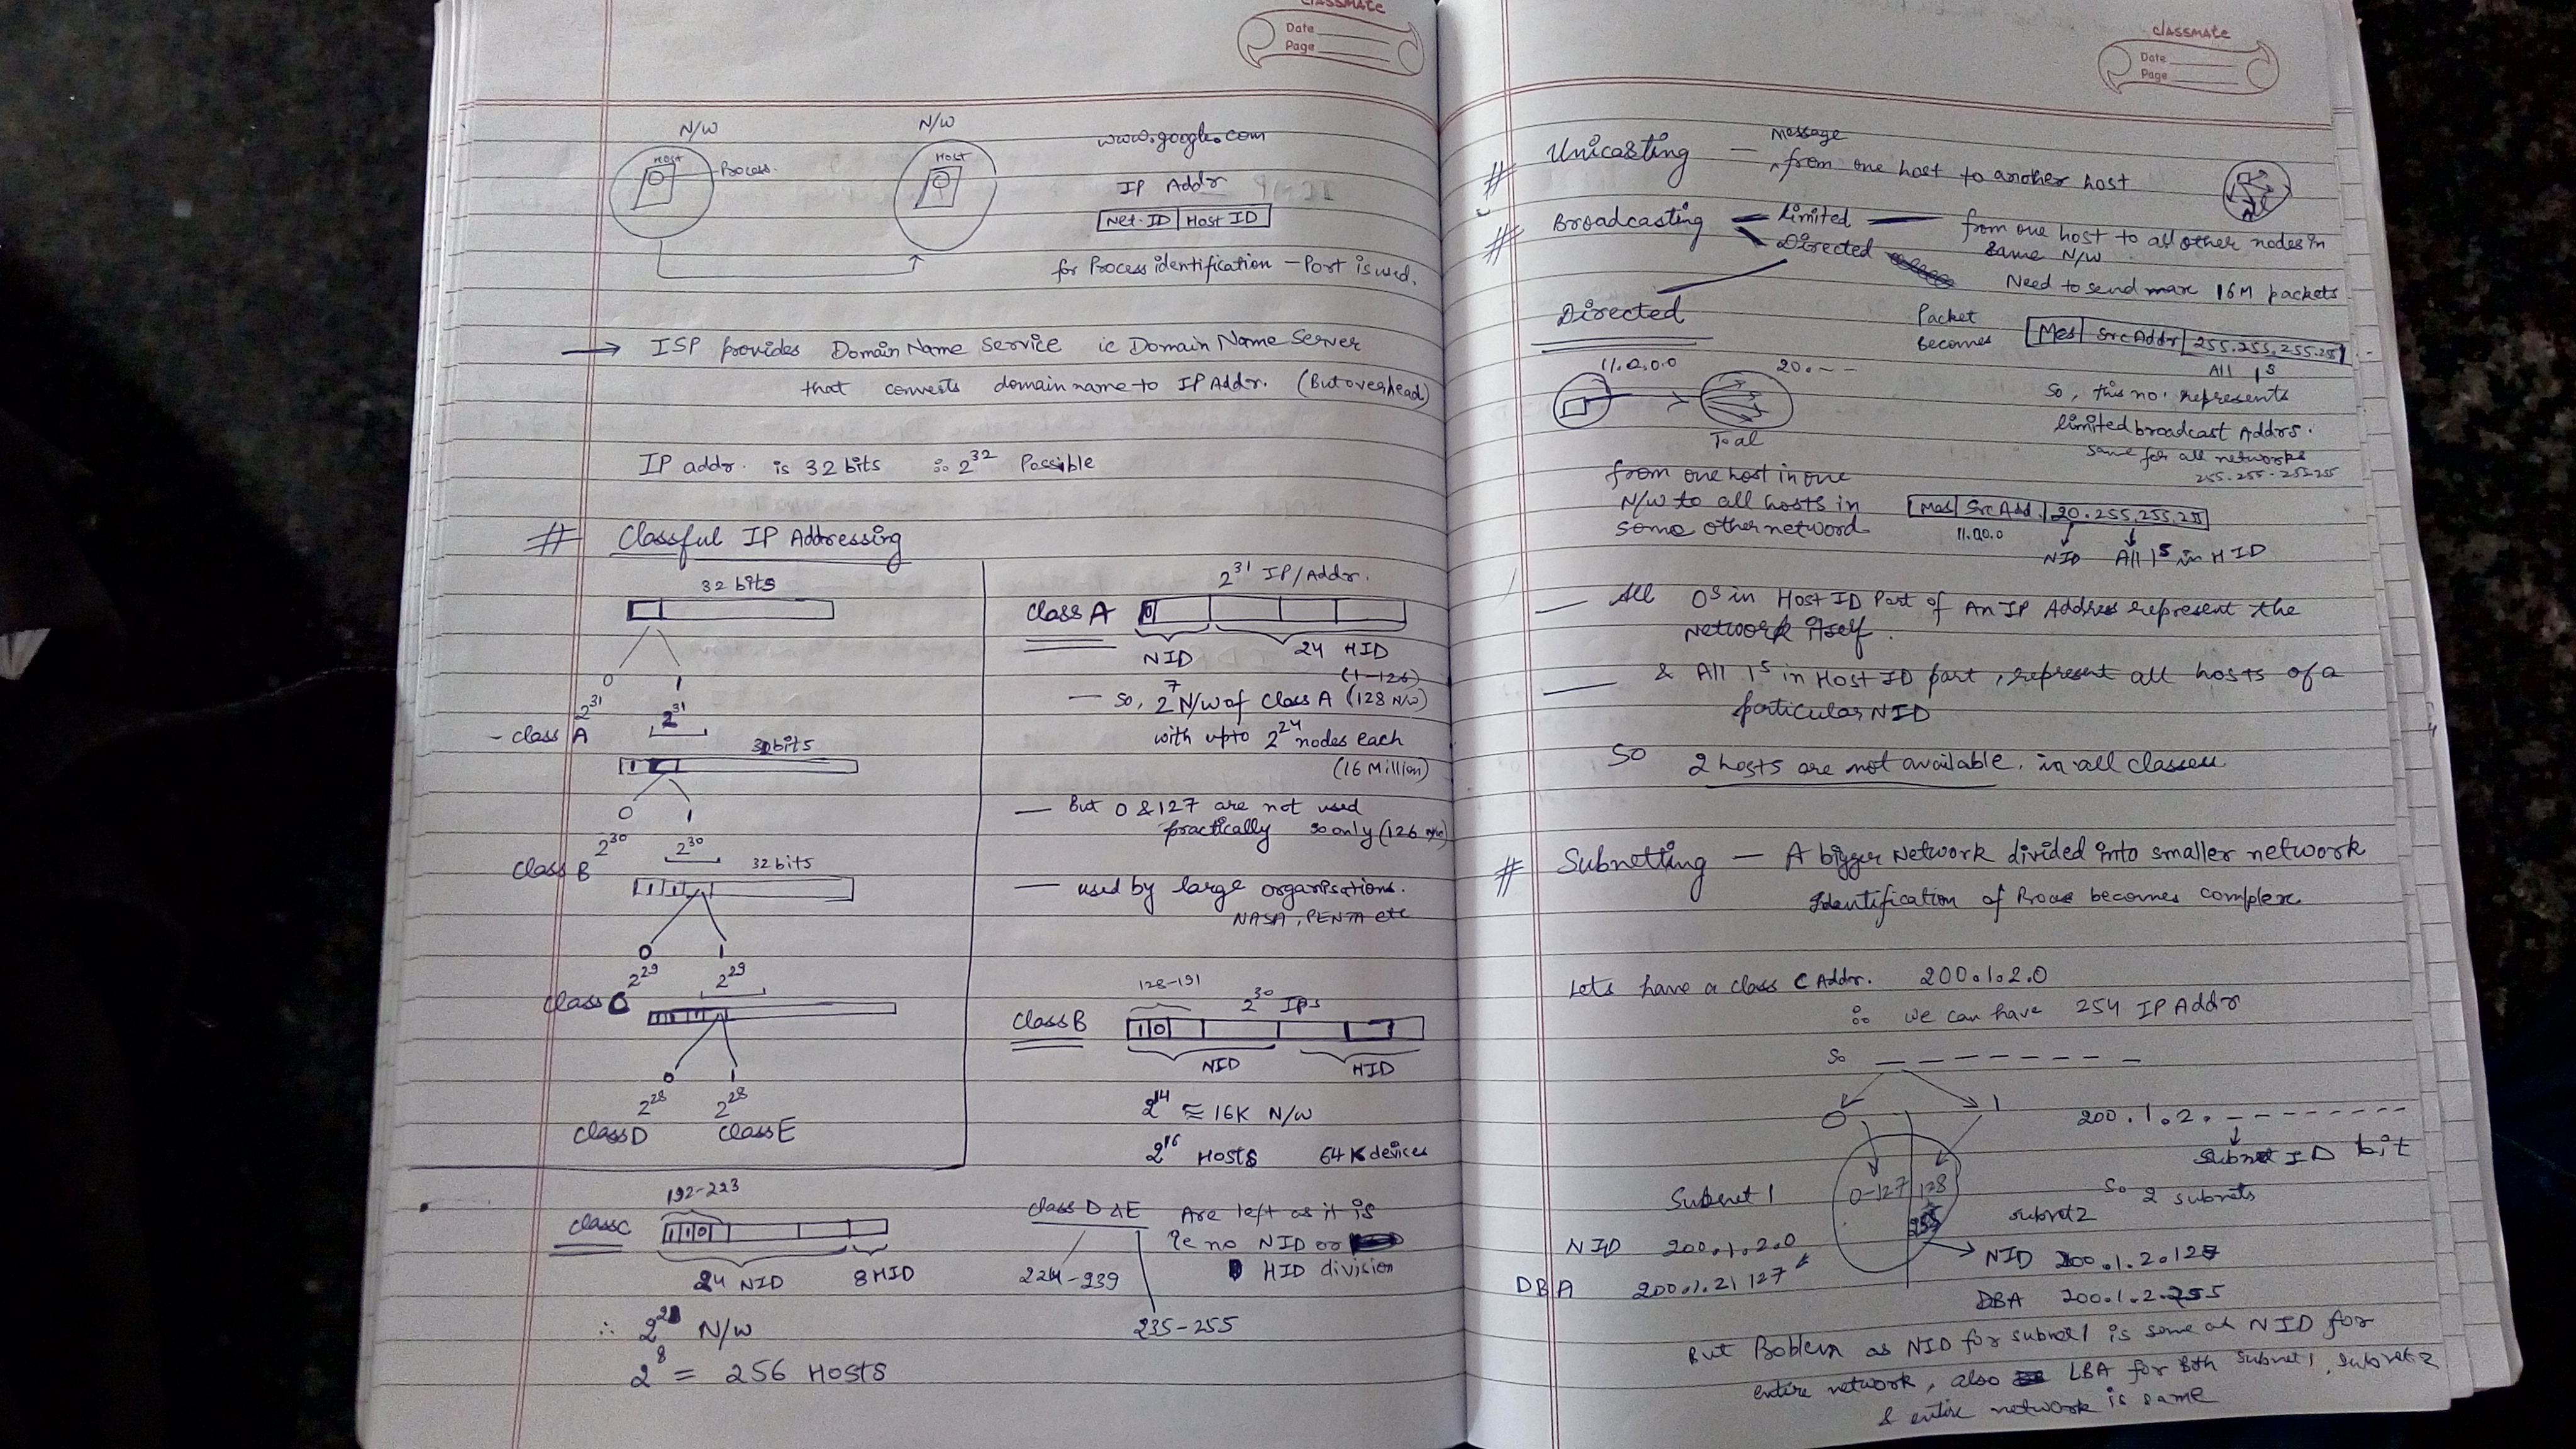 classmate
Date
Page
N/W
N/W
Host
Process.
Host
www.google.com
IP Addr
Net. ID | Host ID
for Process identification - Port is used.
→ ISP provides Domain Name Service ie Domain Name Server
that converts domain name to IP Addr. (But overhead)
IP addr. is 32 bits ∴ 2^32 Possible
# Classful IP Addressing
32 bits
0 1
2^31 2^31
- class A
32 bits
1
0 1
2^30 2^30
class B
32 bits
0 1
2^29 2^29
class C
0 1
2^28 2^28
class D class E
2^31 IP/Addr.
class A
0
NID 24 HID
(1-126)
— So, 2^7 N/W of class A (128 N/W)
with upto 2^24 nodes each
(16 Million)
— But 0 & 127 are not used
practically so only (126 N/W)
— used by large organisations.
NASA, PENTA etc
128-191
2^30 IPs
class B
1 0
NID HID
2^14 ≈ 16K N/W
2^16 Hosts 64K devices
192-223
class C
1 1 0
24 NID 8 HID
∴ 2^21 N/W
2^8 = 256 Hosts
class D & E Are left as it is
ie no NID or
HID division
224-239
235-255
classmate
Date
Page
# Unicasting — message
from one host to another host
# Broadcasting — Limited — from one host to all other nodes in
same N/W
Directed
Need to send max 16M packets
Directed
Packet
becomes
Mes | Src Addr | 255.255.255.255
All 1s
11.0.0.0 20.– –
To al
So, this no. represents
limited broadcast Addrs.
same for all networks
255.255.255.255
from one host in one
N/W to all hosts in
some other netword
Mes | Src Add. | 20.255.255.255
11.0.0.0
NID All 1s in HID
— All 0s in Host ID Part of An IP Address represent the
Network itself.
— & All 1s in Host ID part, represent all hosts of a
particular NID
So 2 hosts are not available. in all classes
# Subnetting — A bigger Network divided into smaller network
Identification of becomes complex
Lets have a class C Addr. 200.1.2.0
∴ we can have 254 IP Addr
So – – – – – – – –
0 1
200.1.2. – – – – – – – –
Subnet ID bit
So 2 subnets
Subnet 1
0-127 128
255
subnet 2
NID 200.1.2.0
DBA 200.1.2.127
NID 200.1.2.128
DBA 200.1.2.255
But Problem as NID for subnet 1 is same as NID for
entire network, also LBA for Both Subnet 1, Subnet 2
& entire network is same